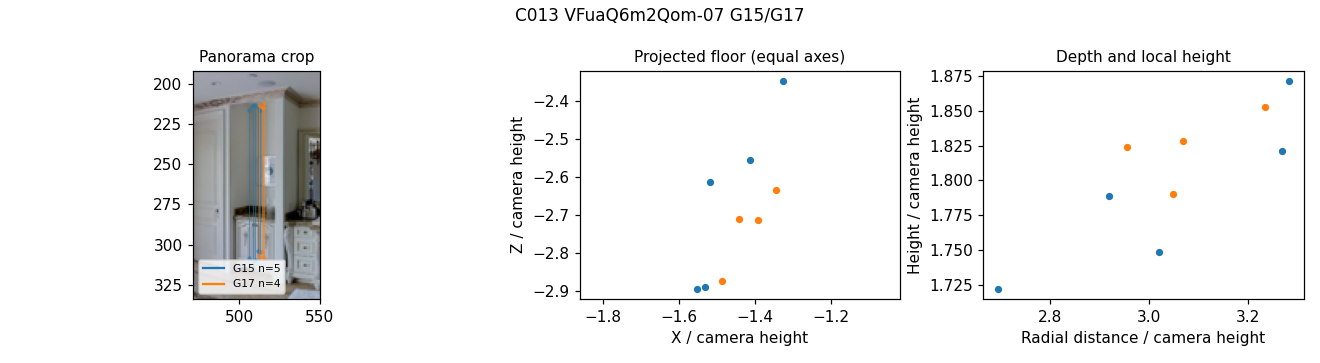 C013 VFuaQ6m2Qom-07 G15/G17
Panorama crop
200
225
250
275
300
325
500
550
G15 n=5
G17 n=4
Projected floor (equal axes)
Z / camera height
−2.4
−2.5
−2.6
−2.7
−2.8
−2.9
−1.8
−1.6
−1.4
−1.2
X / camera height
Depth and local height
Height / camera height
1.875
1.850
1.825
1.800
1.775
1.750
1.725
2.8
3.0
3.2
Radial distance / camera height